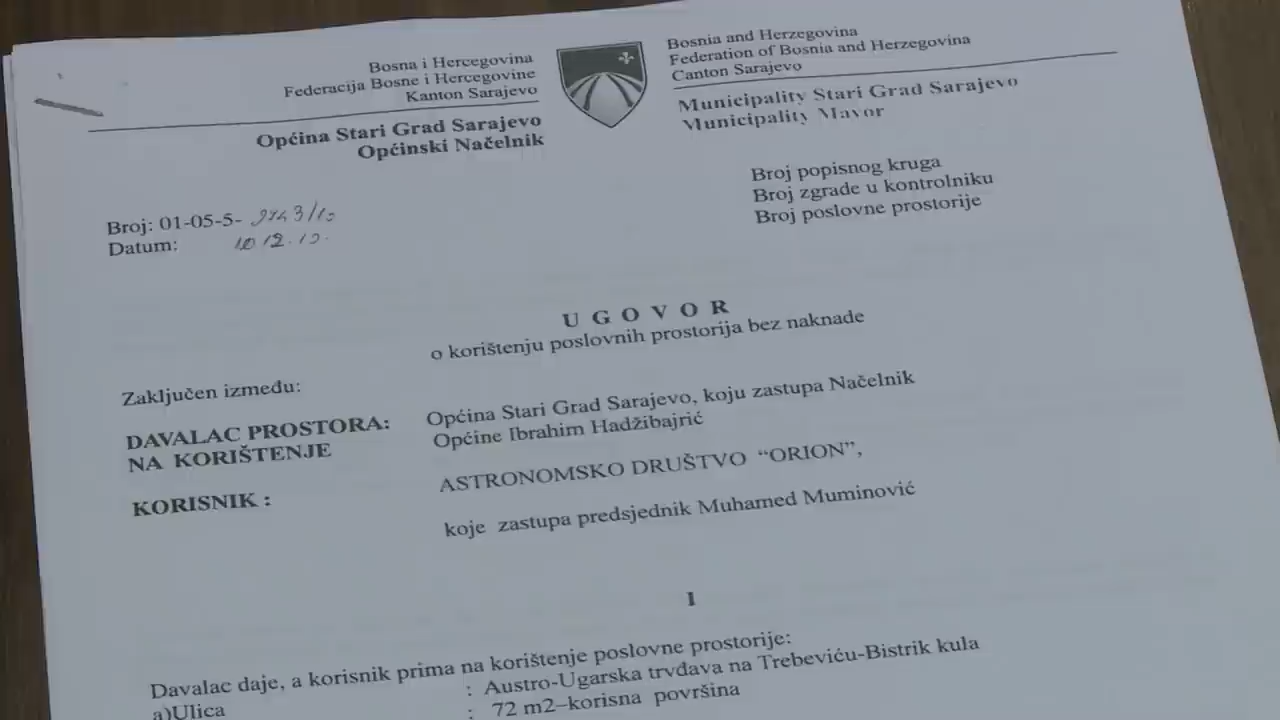 Bosna i Hercegovina
Federacija Bosne i Hercegovine
Kanton Sarajevo
Općina Stari Grad Sarajevo
Općinski Načelnik
Bosnia and Herzegovina
Federation of Bosnia and Herzegovina
Canton Sarajevo
Municipality Stari Grad Sarajevo
Municipality Mayor
Broj popisnog kruga
Broj zgrade u kontrolniku
Broj poslovne prostorije
Broj: 01-05-5-
Datum:
U G O V O R
o korištenju poslovnih prostorija bez naknade
Zaključen između:
DAVALAC PROSTORA: Općina Stari Grad Sarajevo, koju zastupa Načelnik
NA KORIŠTENJE Općine Ibrahim Hadžibajrić
KORISNIK : ASTRONOMSKO DRUŠTVO “ORION”,
koje zastupa predsjednik Muhamed Muminović
I
Davalac daje, a korisnik prima na korištenje poslovne prostorije:
a)Ulica : Austro-Ugarska trvđava na Trebeviću-Bistrik kula
: 72 m2–korisna površina